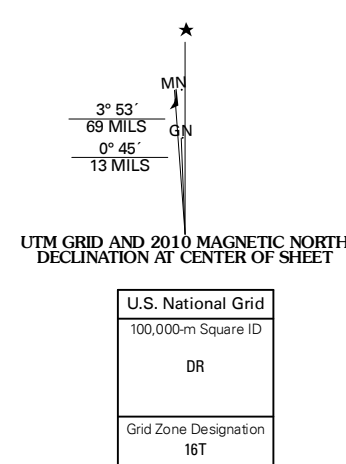 MN
3° 53´
69 MILS
GN
0° 45´
13 MILS
UTM GRID AND 2010 MAGNETIC NORTH
DECLINATION AT CENTER OF SHEET
U.S. National Grid
100,000-m Square ID
DR
Grid Zone Designation
16T